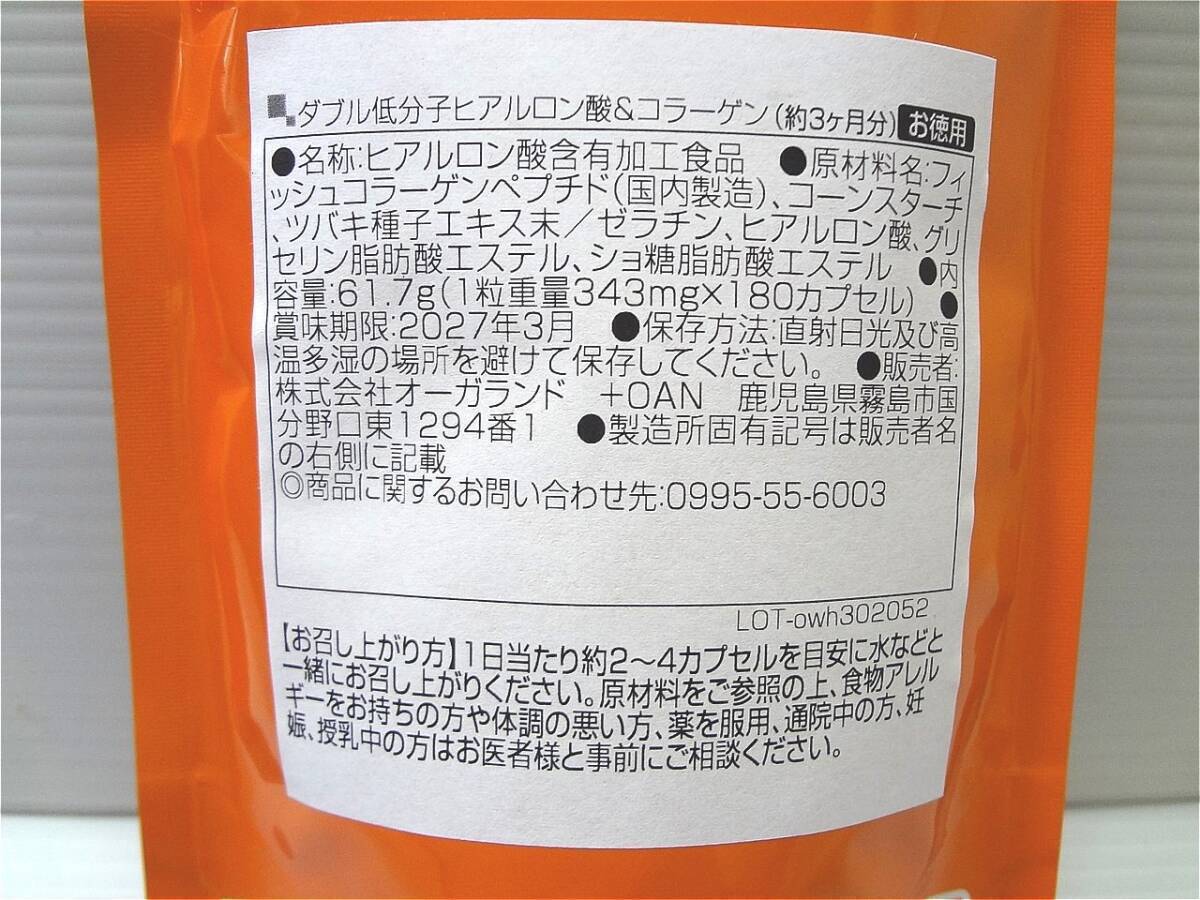 ダブル低分子ヒアルロン酸&コラーゲン(約3ヶ月分) お徳用
●名称:ヒアルロン酸含有加工食品 ●原材料名:フィ
ッシュコラーゲンペプチド(国内製造)、コーンスターチ
、ツバキ種子エキス末/ゼラチン、ヒアルロン酸、グリ
セリン脂肪酸エステル、ショ糖脂肪酸エステル ●内
容量:61.7g(1粒重量343mg×180カプセル) ●
賞味期限:2027年3月 ●保存方法:直射日光及び高
温多湿の場所を避けて保存してください。 ●販売者:
株式会社オーガランド +OAN 鹿児島県霧島市国
分野口東1294番1 ●製造所固有記号は販売者名
の右側に記載
◎商品に関するお問い合わせ先:0995-55-6003
LOT-owh302052
【お召し上がり方】1日当たり約2〜4カプセルを目安に水などと
一緒にお召し上がりください。原材料をご参照の上、食物アレル
ギーをお持ちの方や体調の悪い方、薬を服用、通院中の方、妊
娠、授乳中の方はお医者様と事前にご相談ください。